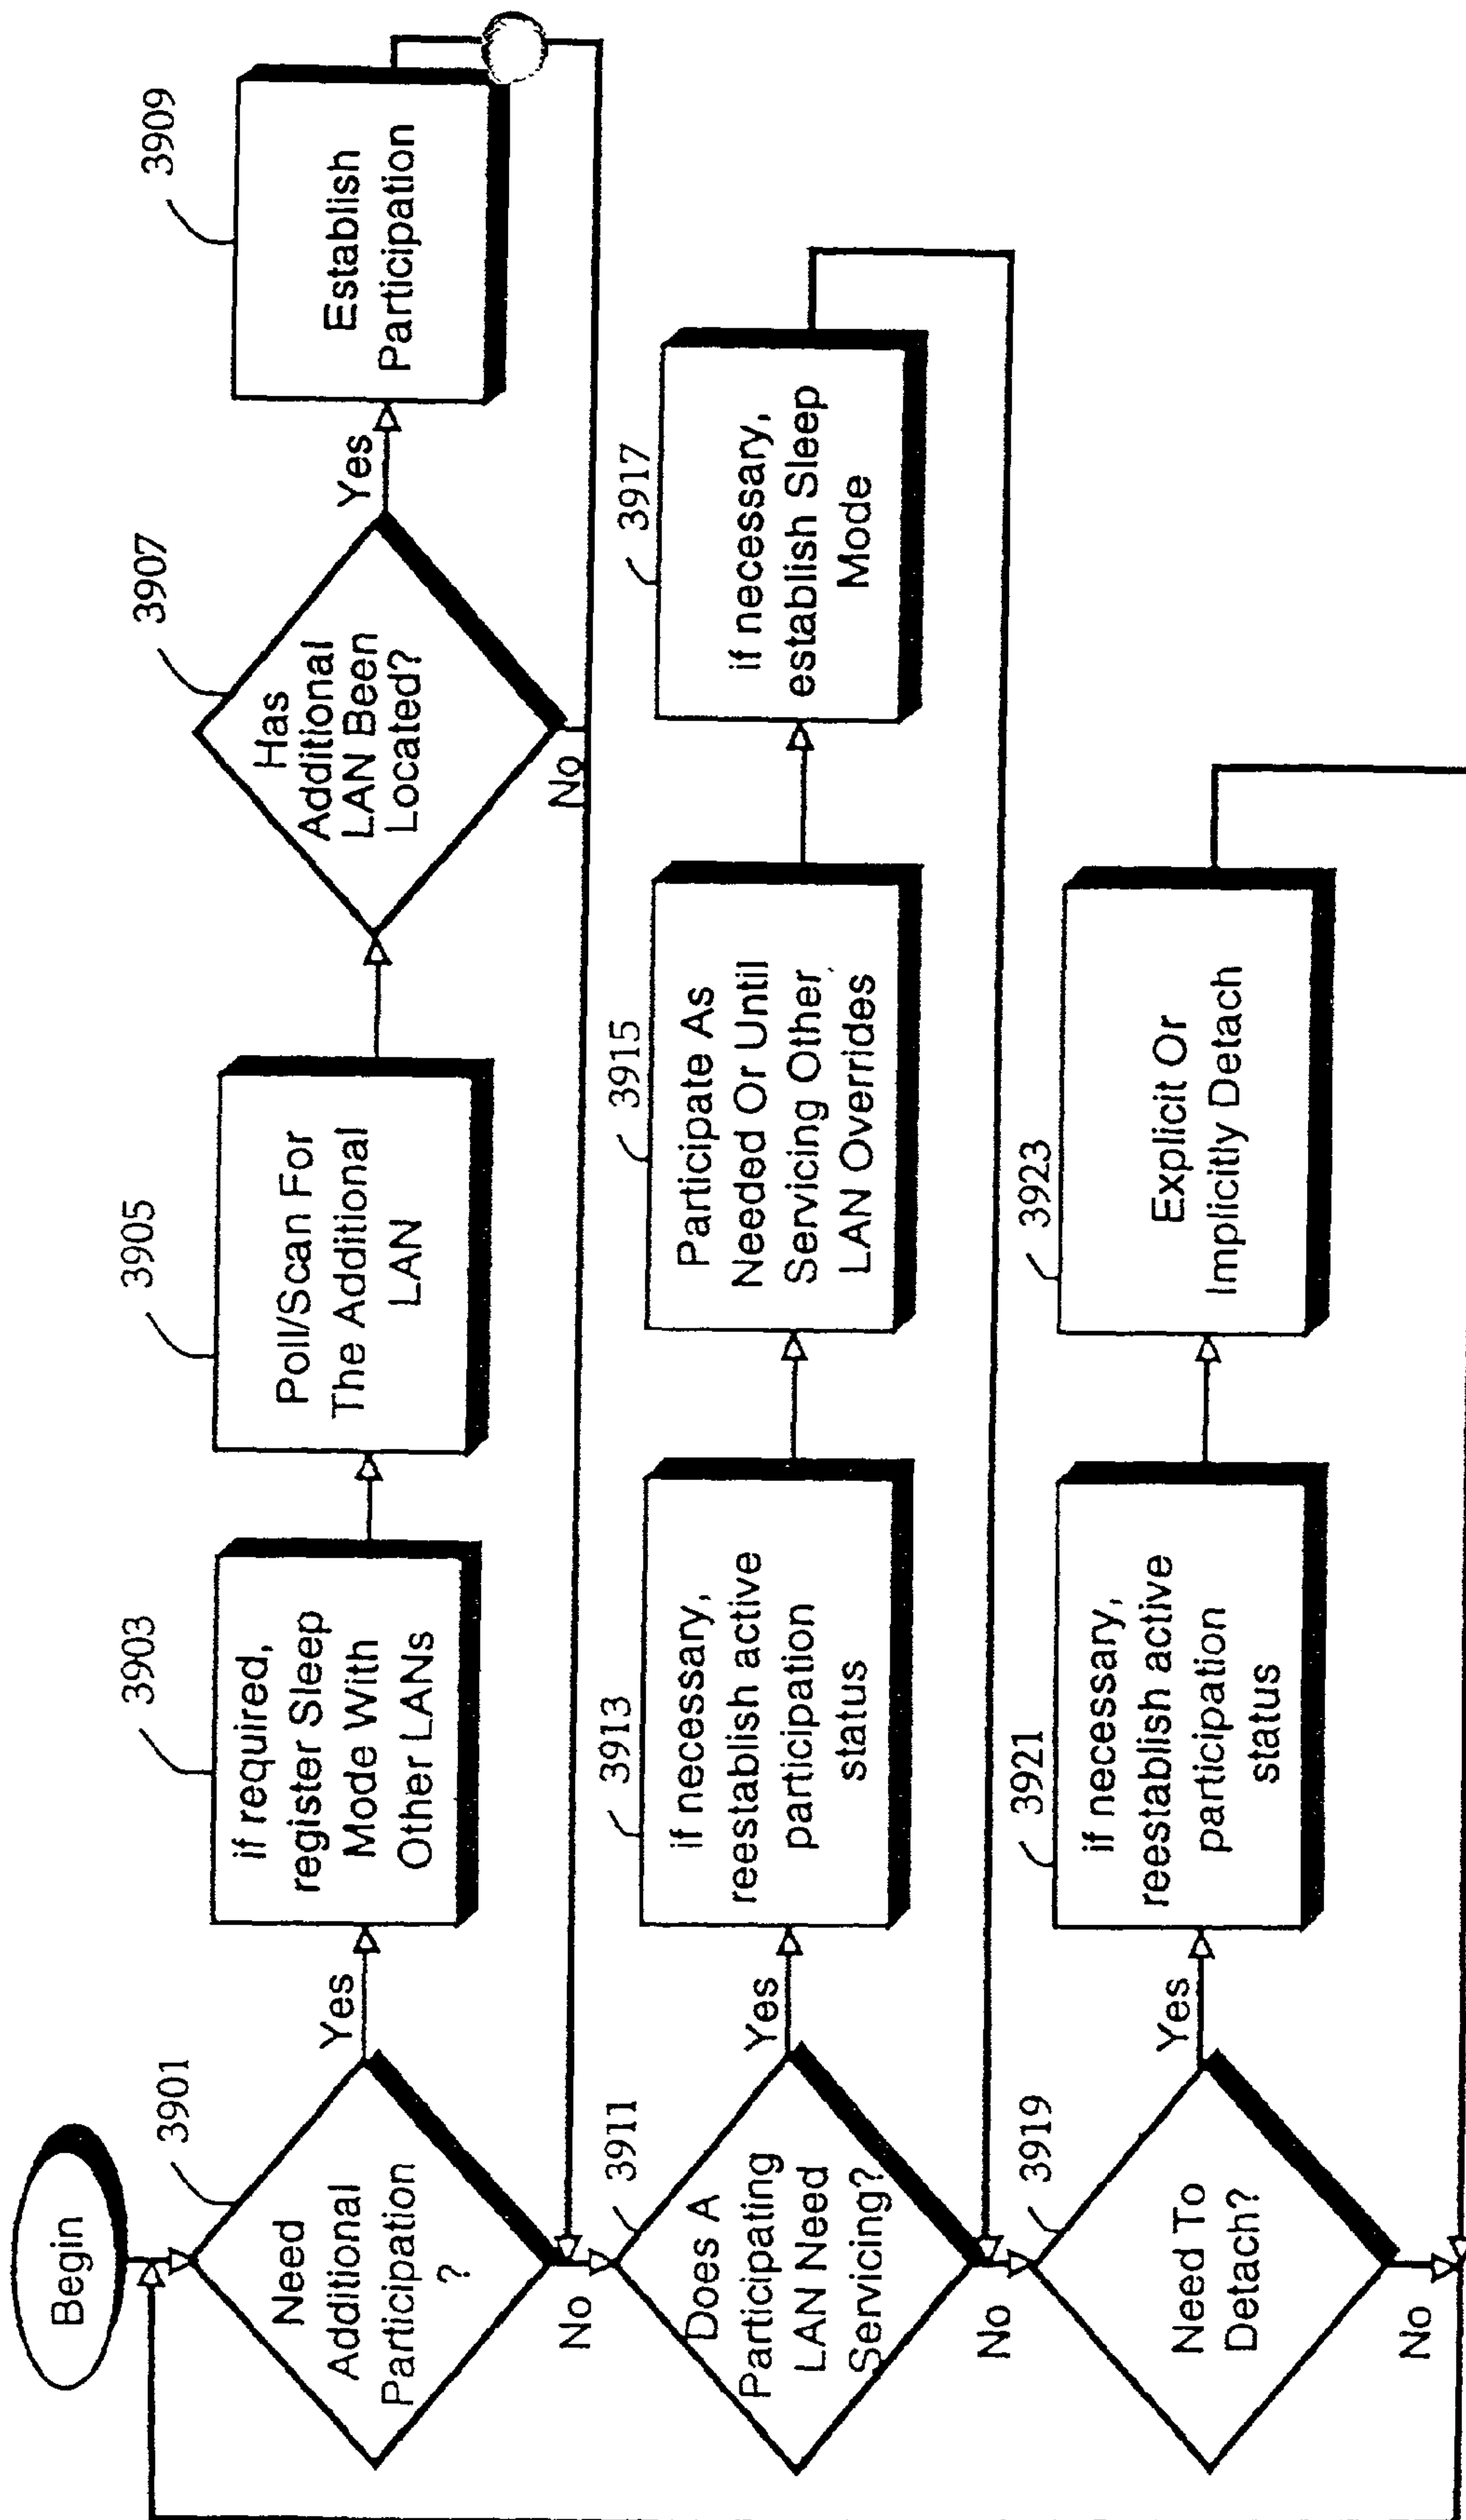 Begin
3901
Need
Additional
Participation
?
Yes
No
3903
if required,
register Sleep
Mode With
Other LANs
3905
Poll/Scan For
The Additional
LAN
3907
Has
Additional
LAN Been
Located?
Yes
No
3909
Establish
Participation
3911
Does A
Participating
LAN Need
Servicing?
Yes
No
3913
if necessary,
reestablish active
participation
status
3915
Participate As
Needed Or Until
Servicing Other
LAN Overrides
3917
if necessary,
establish Sleep
Mode
3919
Need To
Detach?
Yes
No
3921
if necessary,
reestablish active
participation
status
3923
Explicit Or
Implicitly Detach